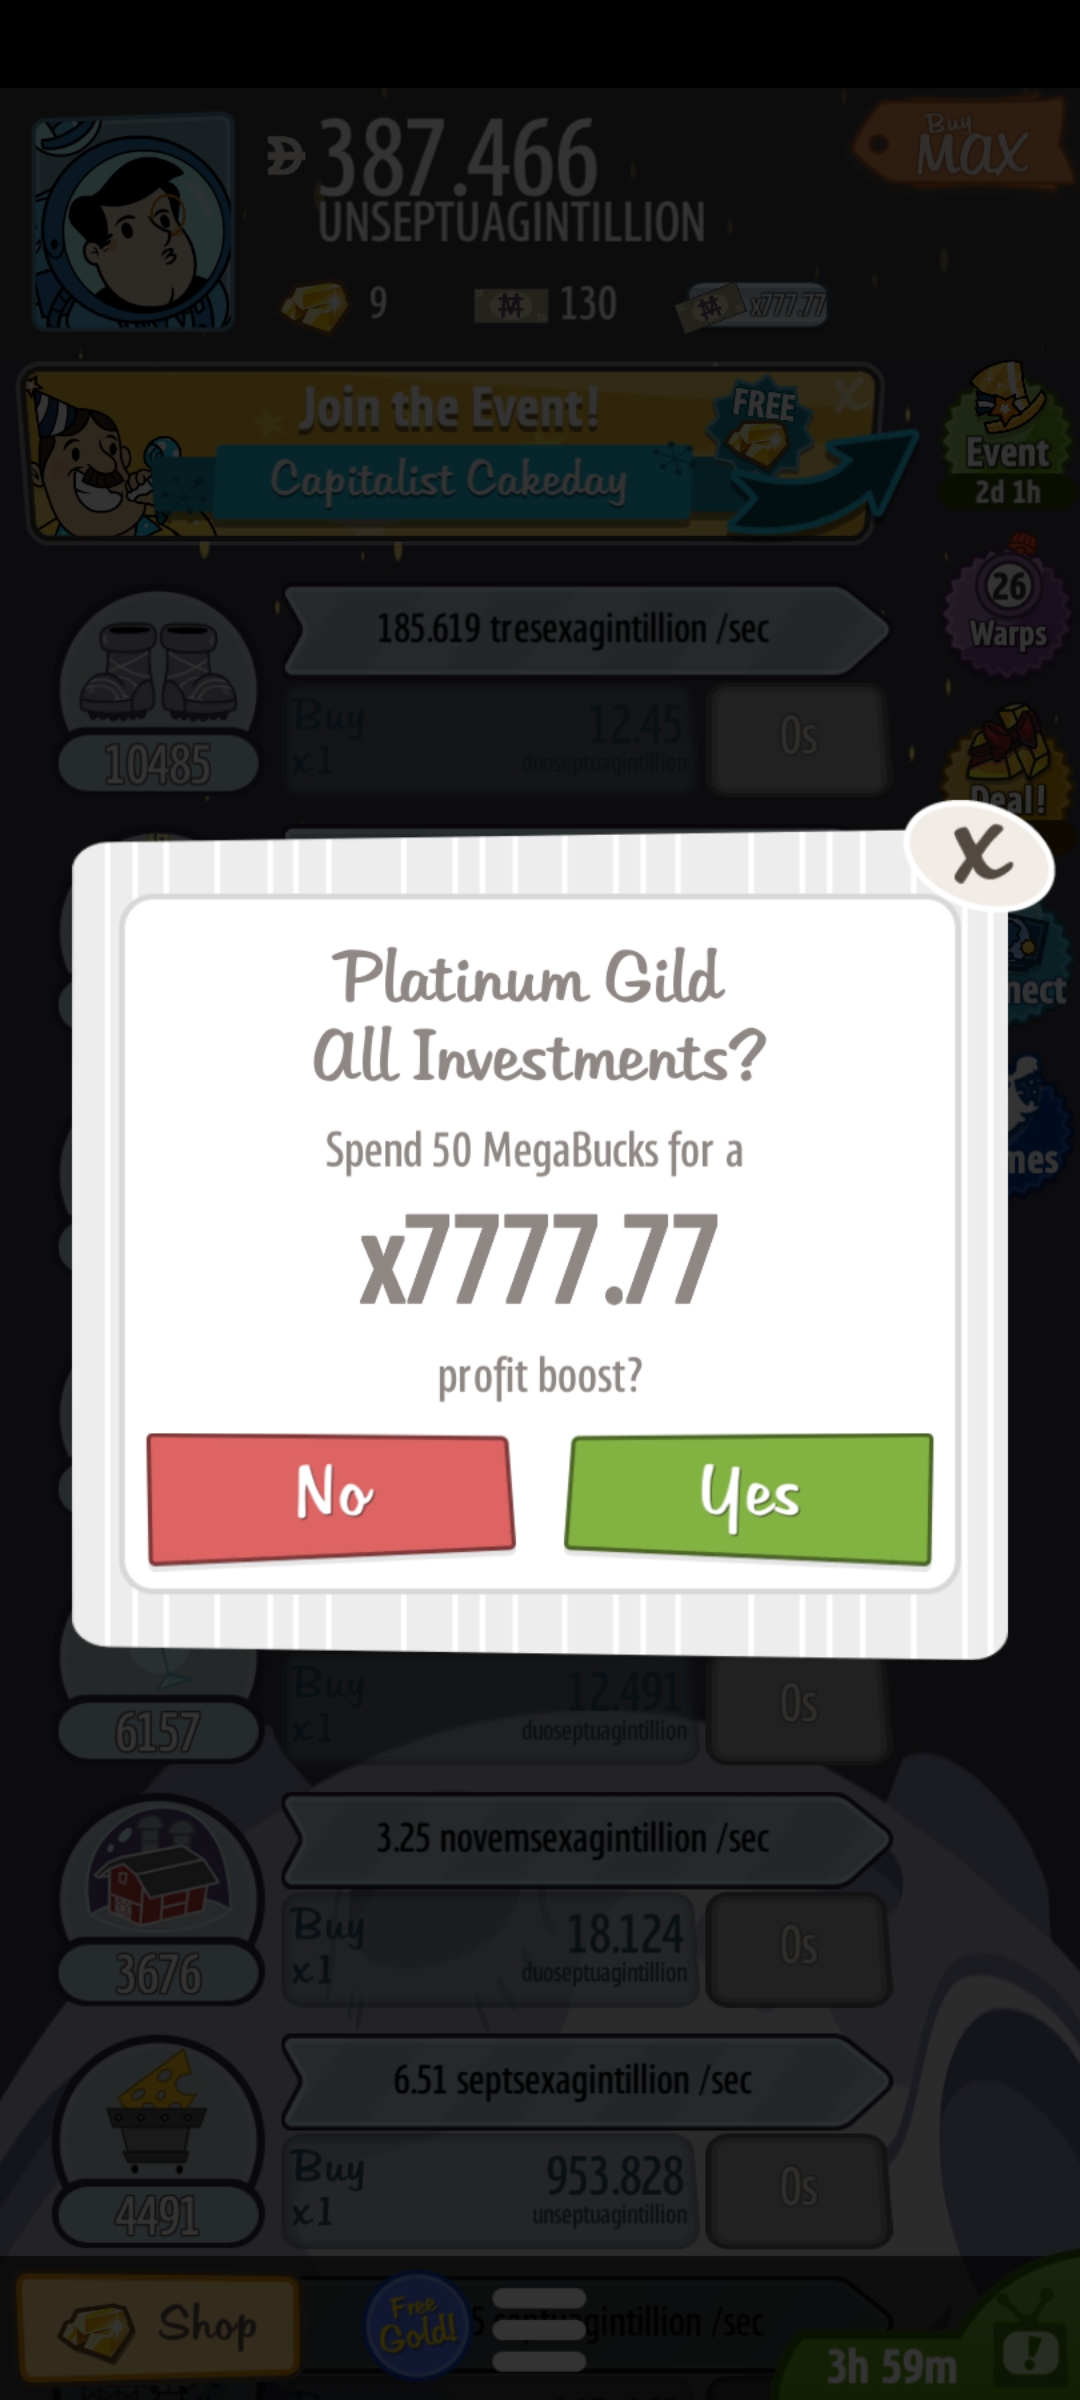 387.466
UNSEPTUAGINTILLION
Buy
MAX
9
130
x777.77
Join the Event!
FREE
X
Capitalist Cakeday
Event
2d 1h
26
Warps
185.619 tresexagintillion /sec
Buy
x1
12.45
duoseptuagintillion
0s
10485
Deal!
X
Platinum Gild
All Investments?
Spend 50 MegaBucks for a
x7777.77
profit boost?
No
Yes
Buy
x1
12.491
duoseptuagintillion
0s
6157
3.25 novemsexagintillion /sec
Buy
x1
18.124
duoseptuagintillion
0s
3676
6.51 septsexagintillion /sec
Buy
x1
953.828
unseptuagintillion
0s
4491
Shop
Free
Gold!
/sec
3h 59m
!